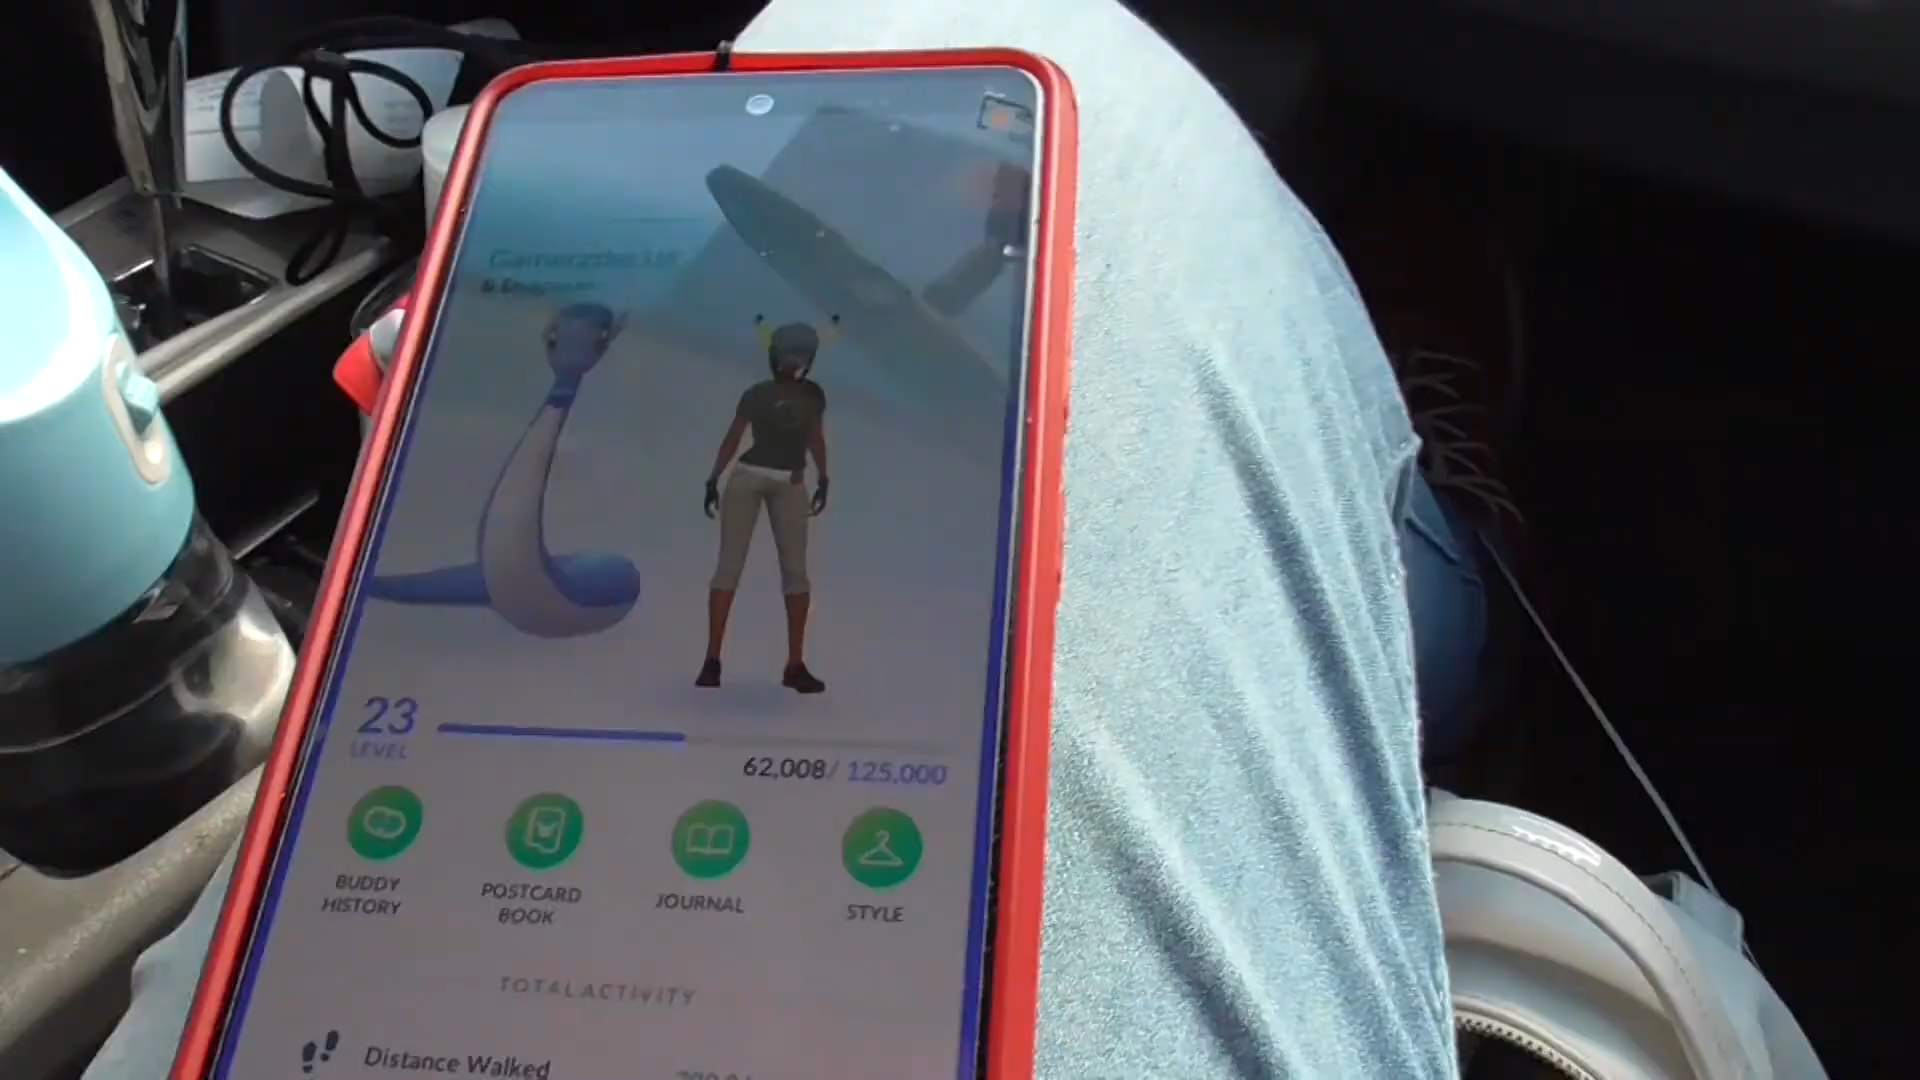 23
LEVEL
62,008/ 125,000
BUDDY
HISTORY
POSTCARD
BOOK
JOURNAL
STYLE
TOTAL ACTIVITY
Distance Walked